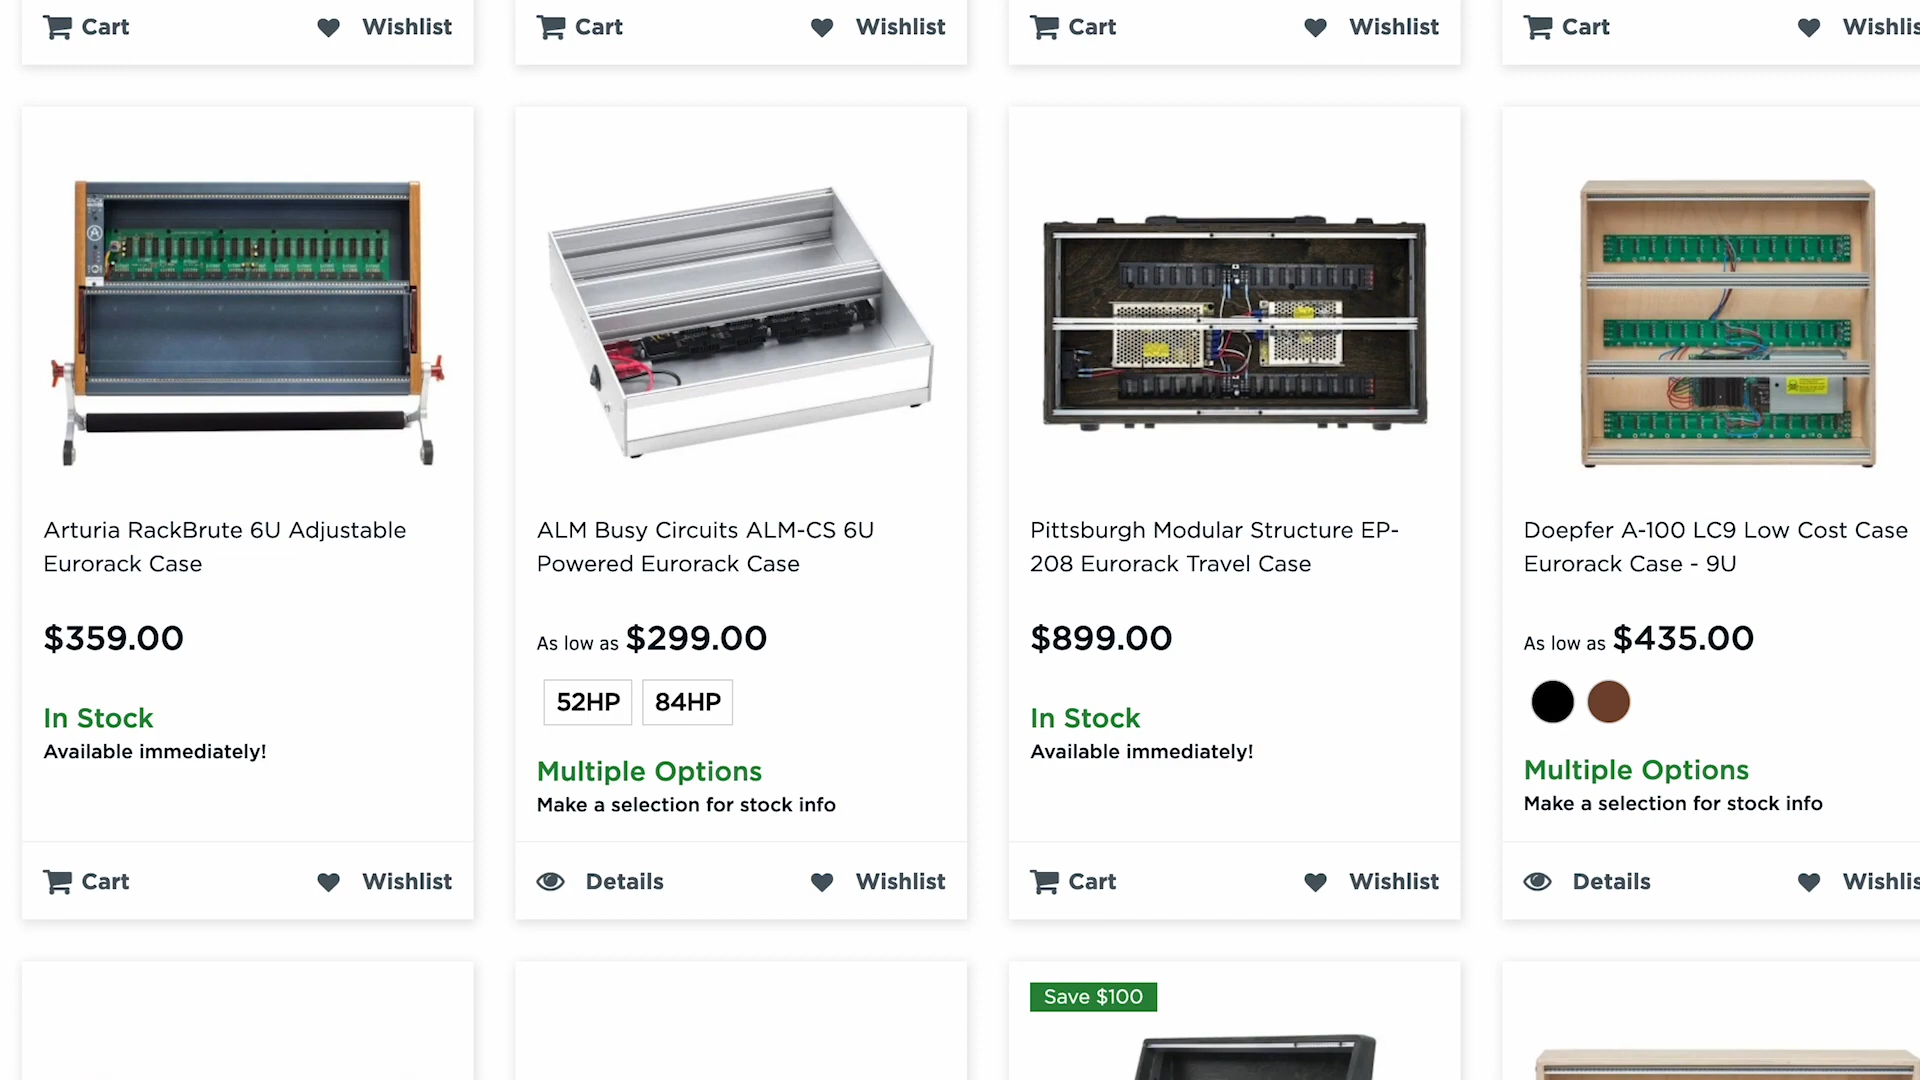 Cart Wishlist Cart Wishlist Cart Wishlist Cart Wishlis
Arturia RackBrute 6U Adjustable
Eurorack Case
$359.00
In Stock
Available immediately!
Cart Wishlist
ALM Busy Circuits ALM-CS 6U
Powered Eurorack Case
As low as $299.00
52HP 84HP
Multiple Options
Make a selection for stock info
Details Wishlist
Pittsburgh Modular Structure EP-
208 Eurorack Travel Case
$899.00
In Stock
Available immediately!
Cart Wishlist
Doepfer A-100 LC9 Low Cost Case
Eurorack Case - 9U
As low as $435.00
Multiple Options
Make a selection for stock info
Details Wishlis
Save $100